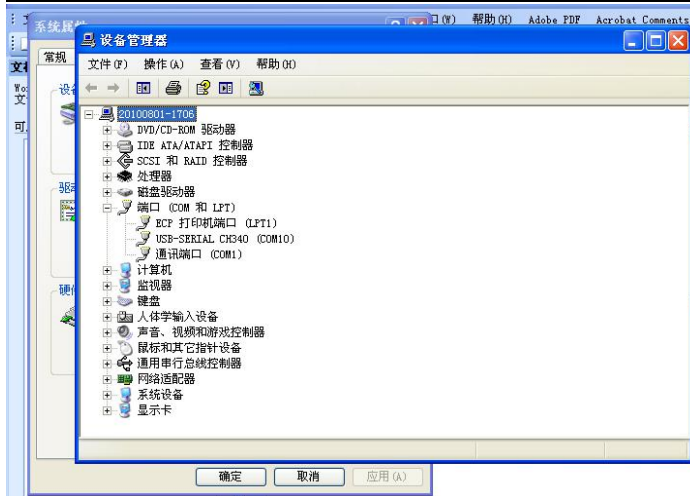 口(W) 帮助(H) Adobe PDF Acrobat Comments
系统属
设备管理器
常规
文件(F) 操作(A) 查看(V) 帮助(H)
20100801-1706
DVD/CD-ROM 驱动器
IDE ATA/ATAPI 控制器
SCSI 和 RAID 控制器
处理器
磁盘驱动器
端口 (COM 和 LPT)
ECP 打印机端口 (LPT1)
USB-SERIAL CH340 (COM10)
通讯端口 (COM1)
计算机
监视器
键盘
人体学输入设备
声音、视频和游戏控制器
鼠标和其它指针设备
通用串行总线控制器
网络适配器
系统设备
显示卡
确定 取消 应用(A)